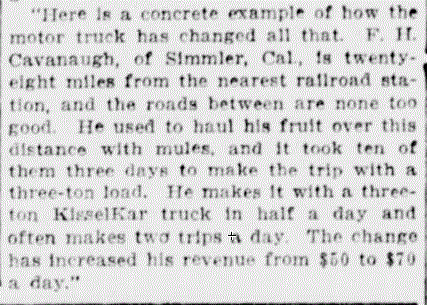 "Here is a concrete example of how the
motor truck has changed all that. F. H.
Cavanaugh, of Simmler, Cal., is twenty-
eight miles from the nearest railroad sta-
tion, and the roads between are none too
good. He used to haul his fruit over this
distance with mules, and it took ten of
them three days to make the trip with a
three-ton load. He makes it with a three-
ton KisselKar truck in half a day and
often makes two trips a day. The change
has increased his revenue from $50 to $70
a day."